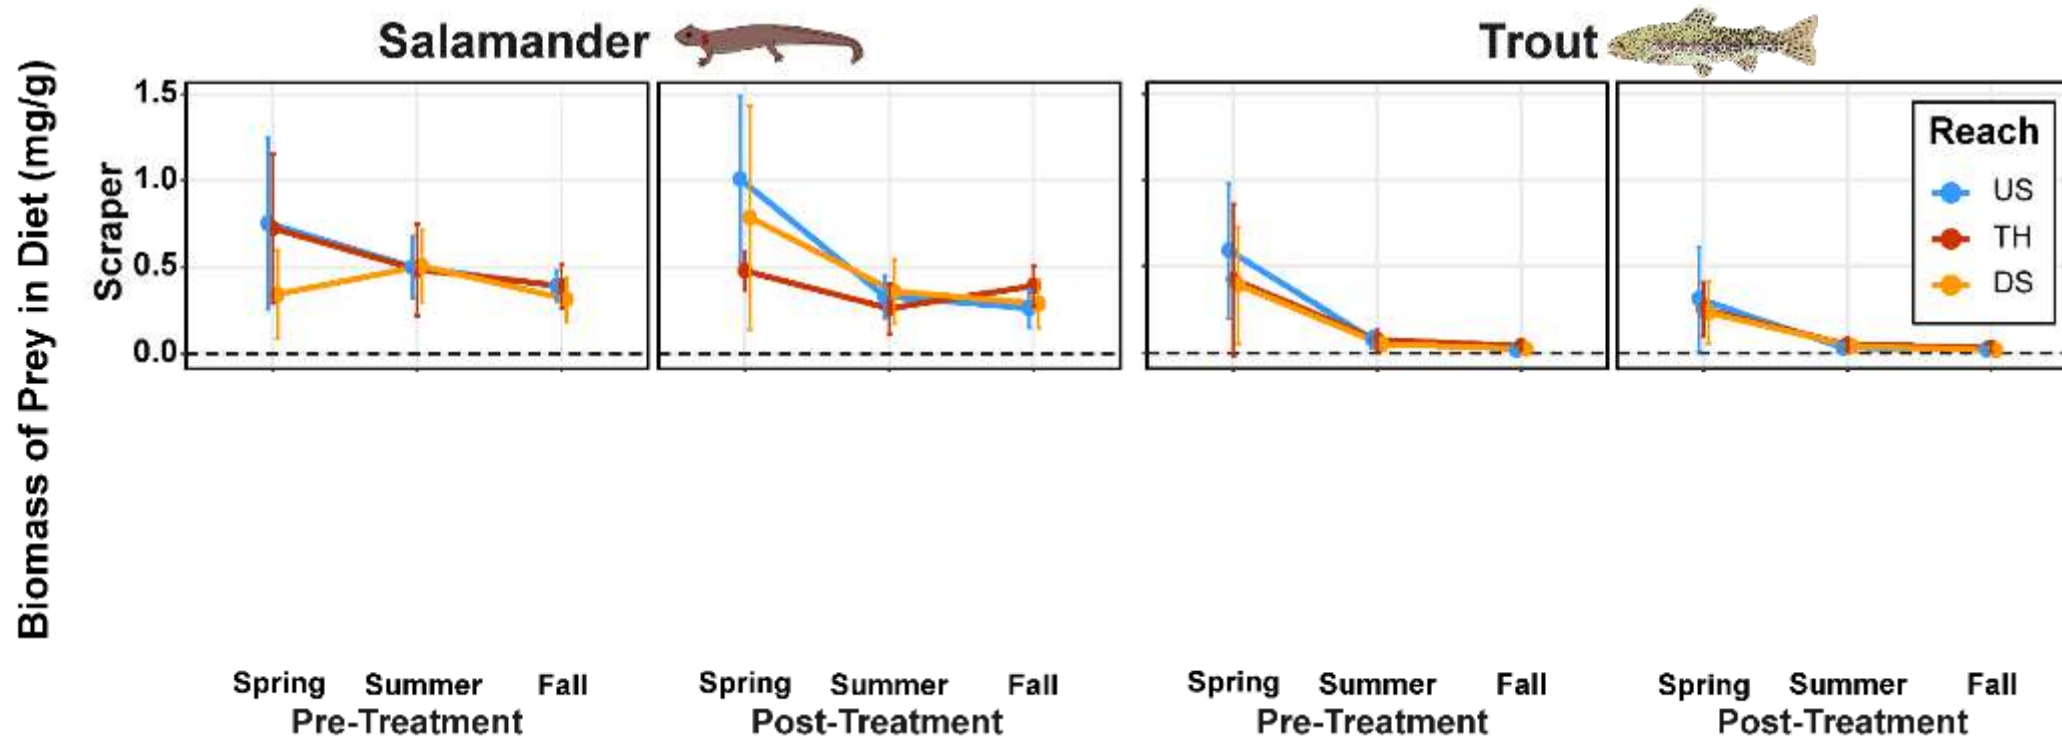 Salamander
Trout
Biomass of Prey in Diet (mg/g)
Scraper
1.5
1.0
0.5
0.0
Reach
US
TH
DS
Spring Summer Fall Spring Summer Fall Spring Summer Fall Spring Summer Fall
Pre-Treatment Post-Treatment Pre-Treatment Post-Treatment